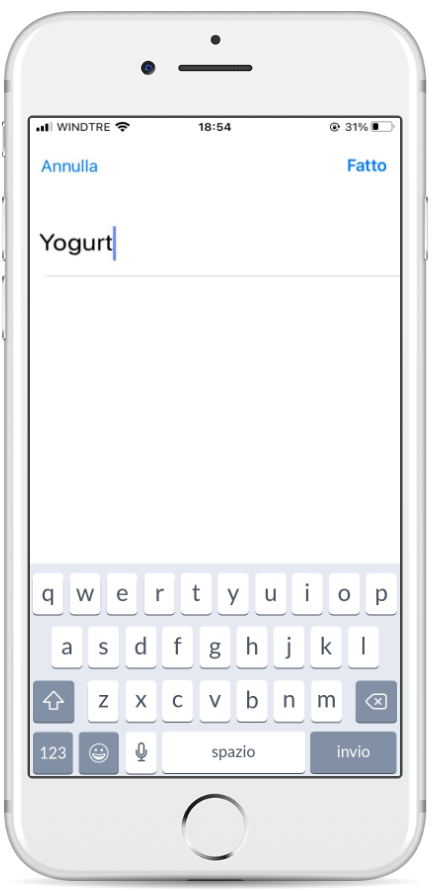 WINDTRE 18:54 31%
Annulla Fatto
Yogurt
q w e r t y u i o p
a s d f g h j k l
z x c v b n m
123 spazio invio